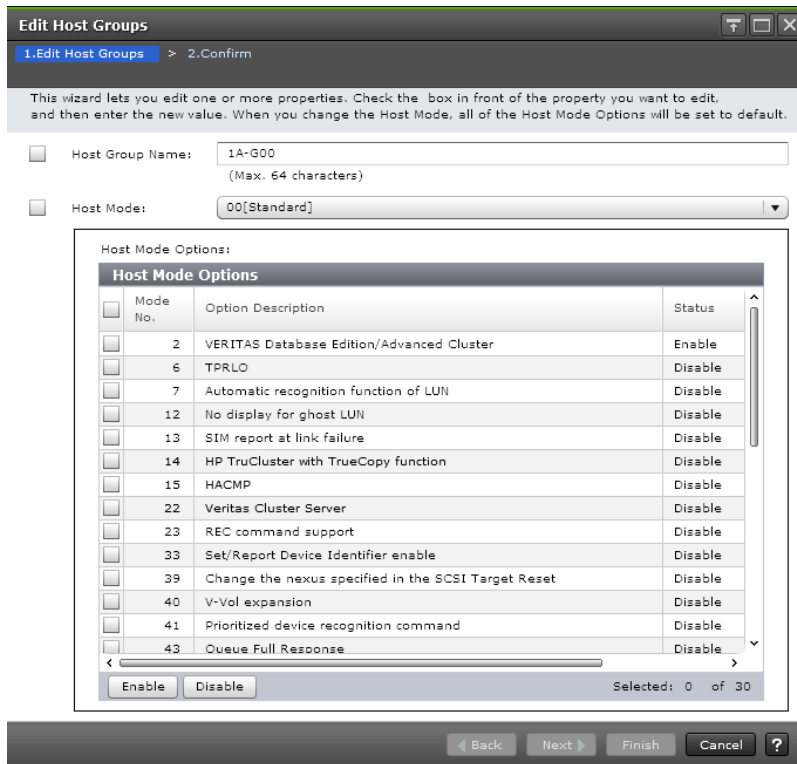 Edit Host Groups
1.Edit Host Groups > 2.Confirm
This wizard lets you edit one or more properties. Check the box in front of the property you want to edit,
and then enter the new value. When you change the Host Mode, all of the Host Mode Options will be set to default.
Host Group Name: 1A-G00
(Max. 64 characters)
Host Mode: 00[Standard]
Host Mode Options:
Host Mode Options
Mode No. Option Description Status
2 VERITAS Database Edition/Advanced Cluster Enable
6 TPRLO Disable
7 Automatic recognition function of LUN Disable
12 No display for ghost LUN Disable
13 SIM report at link failure Disable
14 HP TruCluster with TrueCopy function Disable
15 HACMP Disable
22 Veritas Cluster Server Disable
23 REC command support Disable
33 Set/Report Device Identifier enable Disable
39 Change the nexus specified in the SCSI Target Reset Disable
40 V-Vol expansion Disable
41 Prioritized device recognition command Disable
43 Queue Full Response Disable
Enable Disable Selected: 0 of 30
Back Next Finish Cancel ?